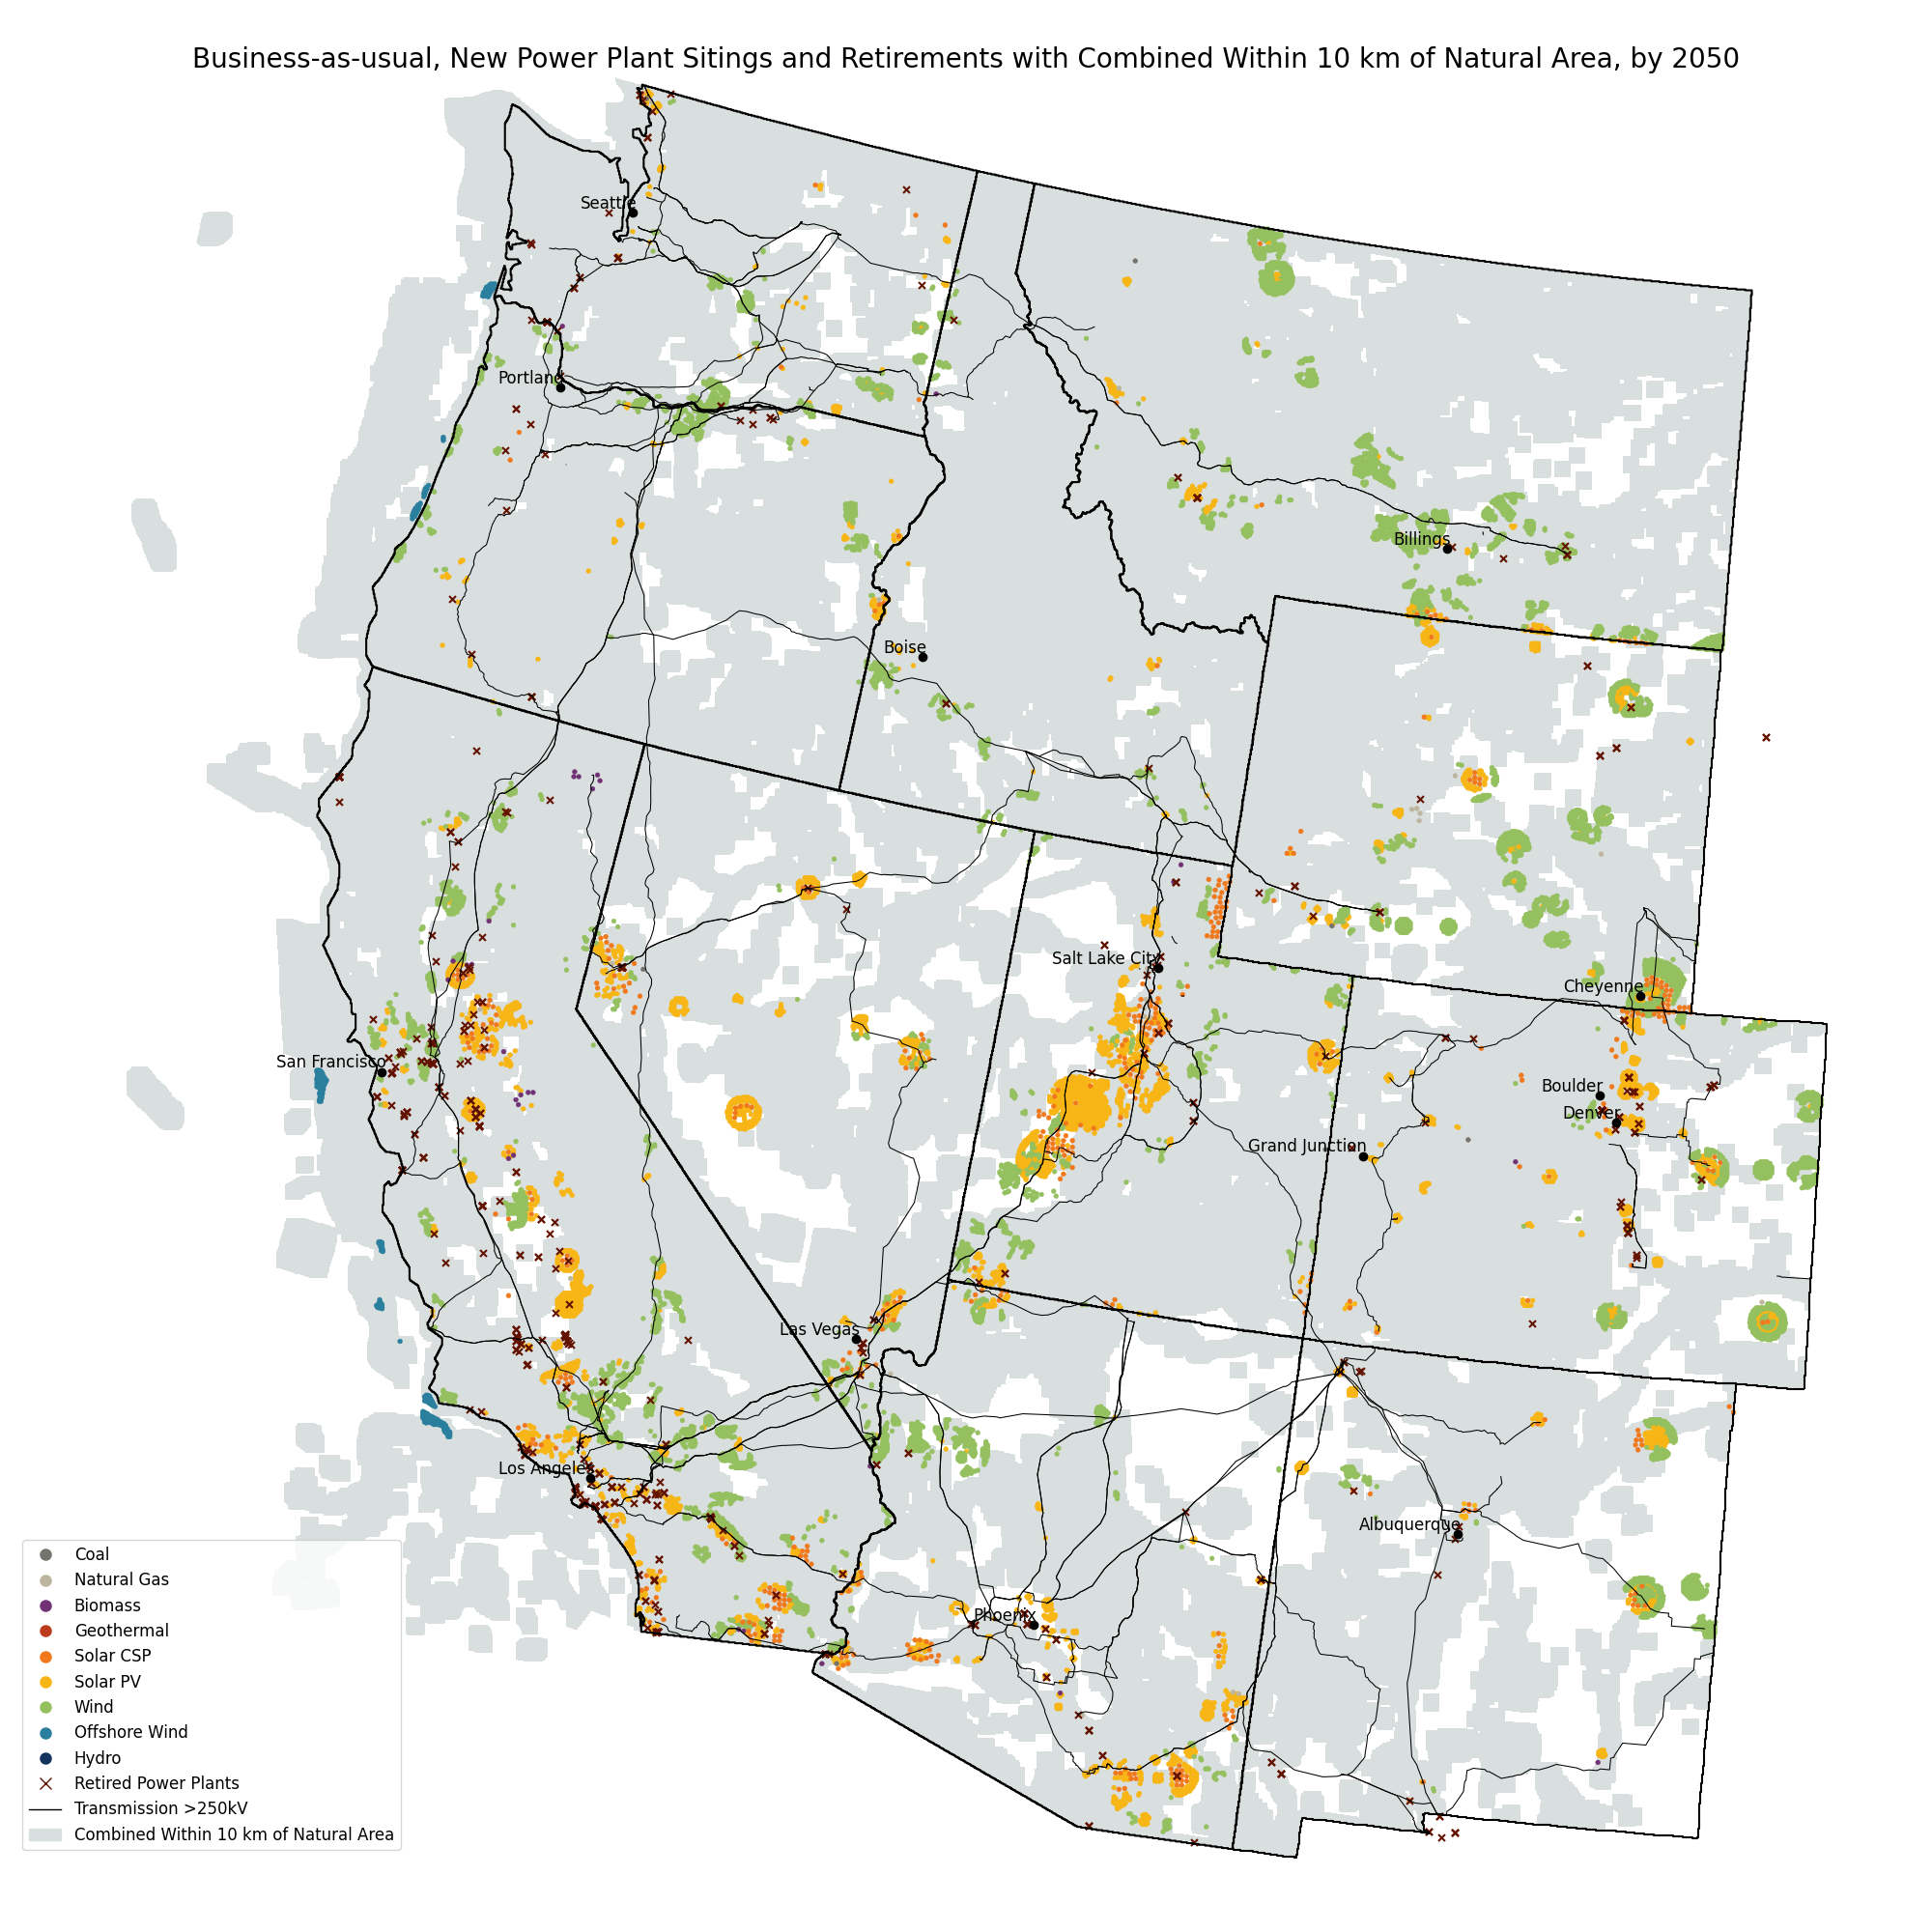 Business-as-usual, New Power Plant Sitings and Retirements with Combined Within 10 km of Natural Area, by 2050
Seattle
Portland
Billings
Boise
Salt Lake City
Cheyenne
San Francisco
Boulder
Denver
Grand Junction
Las Vegas
Los Angeles
Albuquerque
Phoenix
Coal
Natural Gas
Biomass
Geothermal
Solar CSP
Solar PV
Wind
Offshore Wind
Hydro
Retired Power Plants
Transmission >250kV
Combined Within 10 km of Natural Area